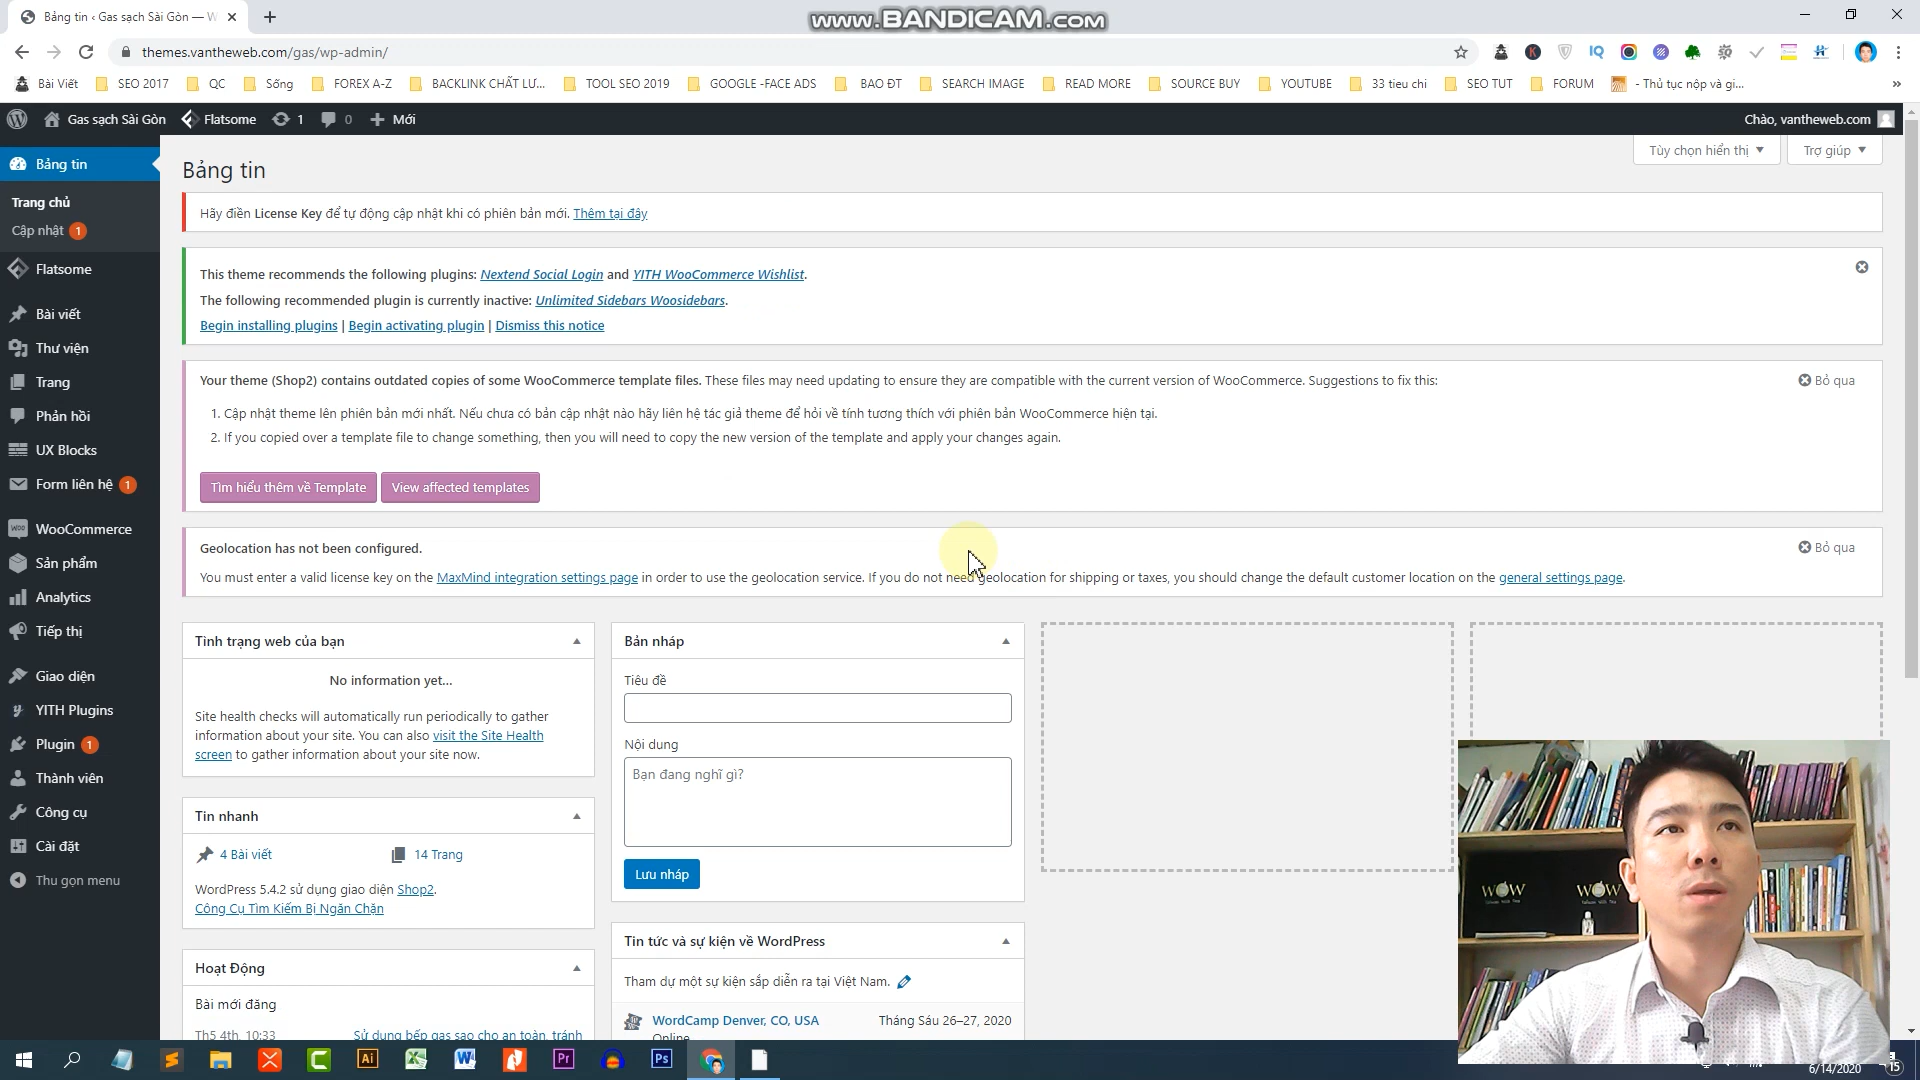 Bảng tin ‹ Gas sạch Sài Gòn — W
www.BANDICAM.com
themes.vantheweb.com/gas/wp-admin/
Bài Viết
SEO 2017
QC
Sống
FOREX A-Z
BACKLINK CHẤT LƯ...
TOOL SEO 2019
GOOGLE -FACE ADS
BAO ĐT
SEARCH IMAGE
READ MORE
SOURCE BUY
YOUTUBE
33 tieu chi
SEO TUT
FORUM
- Thủ tục nộp và gi...
Gas sạch Sài Gòn
Flatsome
1
0
Mới
Chào, vantheweb.com
Bảng tin
Trang chủ
Cập nhật 1
Flatsome
Bài viết
Thư viện
Trang
Phản hồi
UX Blocks
Form liên hệ 1
WooCommerce
Sản phẩm
Analytics
Tiếp thị
Giao diện
YITH Plugins
Plugin 1
Thành viên
Công cụ
Cài đặt
Thu gọn menu
Tùy chọn hiển thị
Trợ giúp
Bảng tin
Hãy điền License Key để tự động cập nhật khi có phiên bản mới. Thêm tại đây
This theme recommends the following plugins: Nextend Social Login and YITH WooCommerce Wishlist.
The following recommended plugin is currently inactive: Unlimited Sidebars Woosidebars.
Begin installing plugins | Begin activating plugin | Dismiss this notice
Your theme (Shop2) contains outdated copies of some WooCommerce template files. These files may need updating to ensure they are compatible with the current version of WooCommerce. Suggestions to fix this:
Bỏ qua
1. Cập nhật theme lên phiên bản mới nhất. Nếu chưa có bản cập nhật nào hãy liên hệ tác giả theme để hỏi về tính tương thích với phiên bản WooCommerce hiện tại.
2. If you copied over a template file to change something, then you will need to copy the new version of the template and apply your changes again.
Tìm hiểu thêm về Template
View affected templates
Geolocation has not been configured.
Bỏ qua
You must enter a valid license key on the MaxMind integration settings page in order to use the geolocation service. If you do not need geolocation for shipping or taxes, you should change the default customer location on the general settings page.
Tình trạng web của bạn
No information yet...
Site health checks will automatically run periodically to gather
information about your site. You can also visit the Site Health
screen to gather information about your site now.
Tin nhanh
4 Bài viết
14 Trang
WordPress 5.4.2 sử dụng giao diện Shop2.
Công Cụ Tìm Kiếm Bị Ngăn Chặn
Hoạt Động
Bài mới đăng
Th5 4th, 10:33
Sử dụng bếp gas sao cho an toàn, tránh
Bản nháp
Tiêu đề
Nội dung
Bạn đang nghĩ gì?
Lưu nháp
Tin tức và sự kiện về WordPress
Tham dự một sự kiện sắp diễn ra tại Việt Nam.
WordCamp Denver, CO, USA
Tháng Sáu 26–27, 2020
Online
WOW
WOW
6/14/2020
15